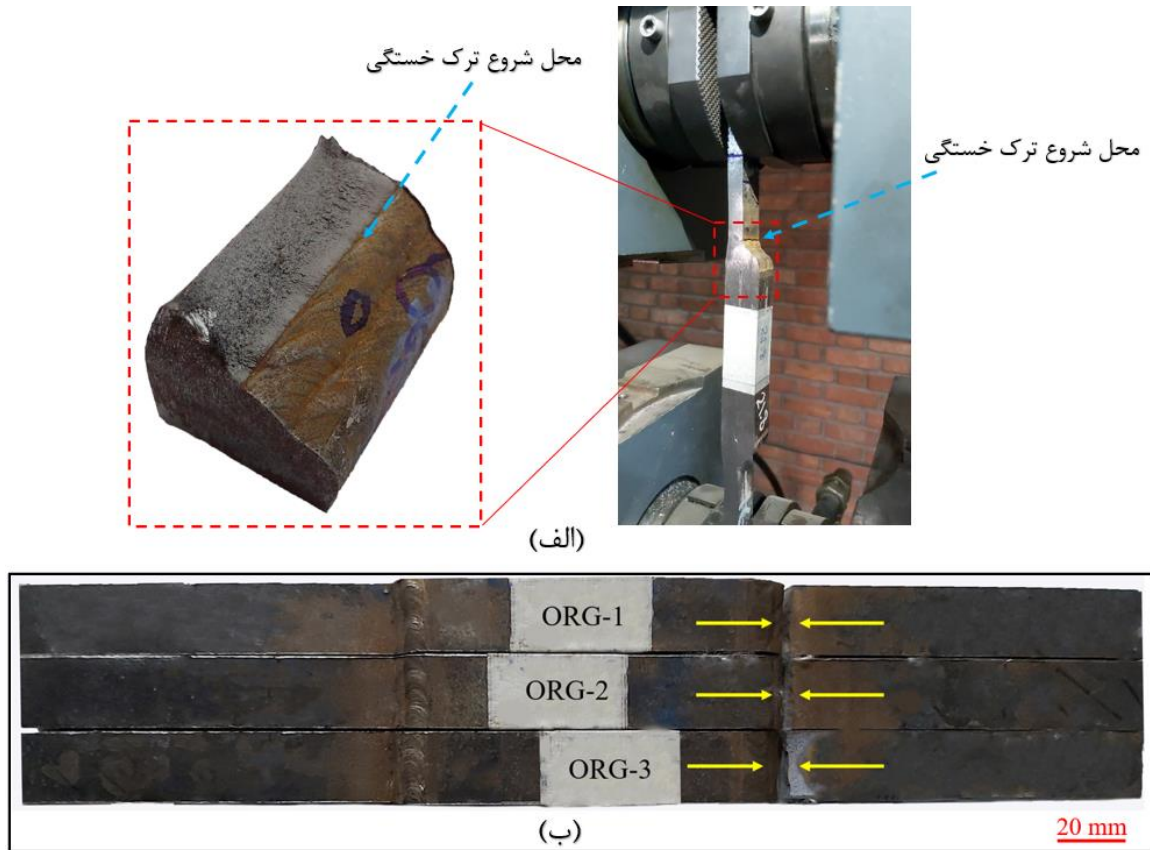 محل شروع ترک خستگی
محل شروع ترک خستگی
(الف)
ORG-1
ORG-2
ORG-3
(ب)
20 mm